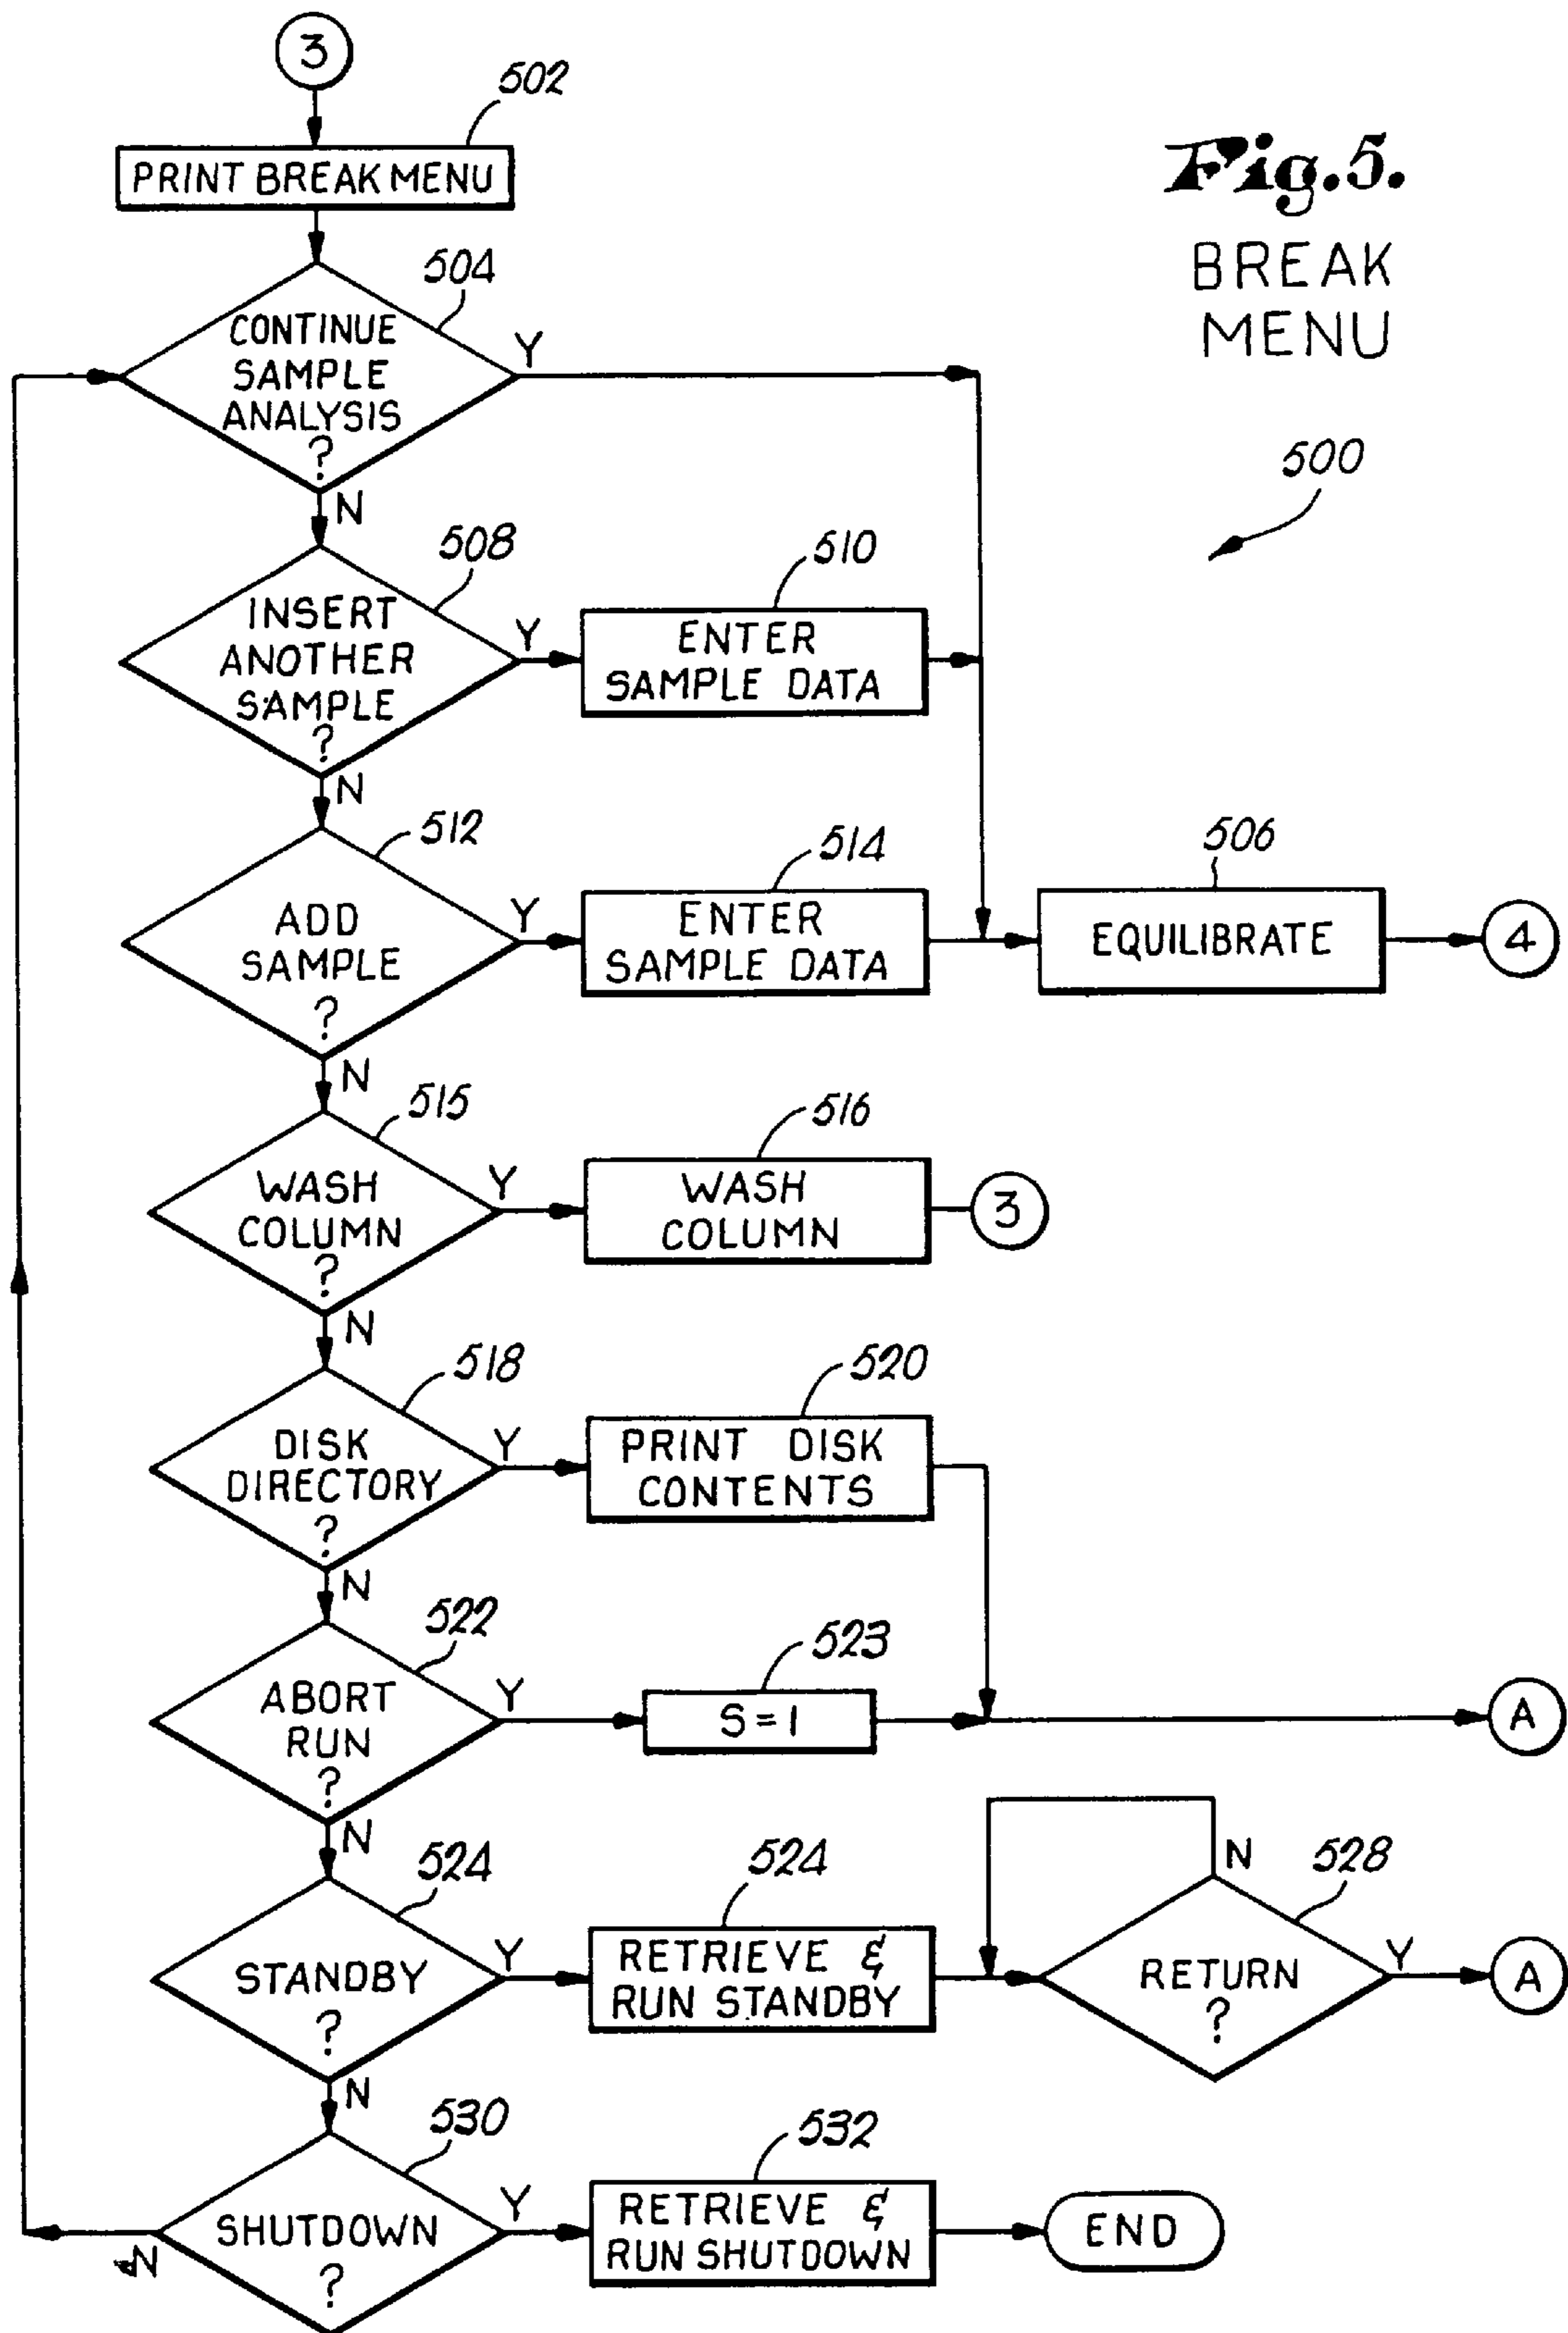 3
502
PRINT BREAK MENU
Fig. 5.
BREAK
MENU
504
CONTINUE
SAMPLE
ANALYSIS
?
Y
N
500
508
INSERT
ANOTHER
SAMPLE
?
Y
N
510
ENTER
SAMPLE DATA
512
ADD
SAMPLE
?
Y
N
514
ENTER
SAMPLE DATA
506
EQUILIBRATE
4
515
WASH
COLUMN
?
Y
N
516
WASH
COLUMN
3
518
DISK
DIRECTORY
?
Y
N
520
PRINT DISK
CONTENTS
522
ABORT
RUN
?
Y
N
523
S=1
A
524
STANDBY
?
Y
N
524
RETRIEVE &
RUN STANDBY
N
528
RETURN
?
Y
A
530
SHUTDOWN
?
Y
N
532
RETRIEVE &
RUN SHUTDOWN
END